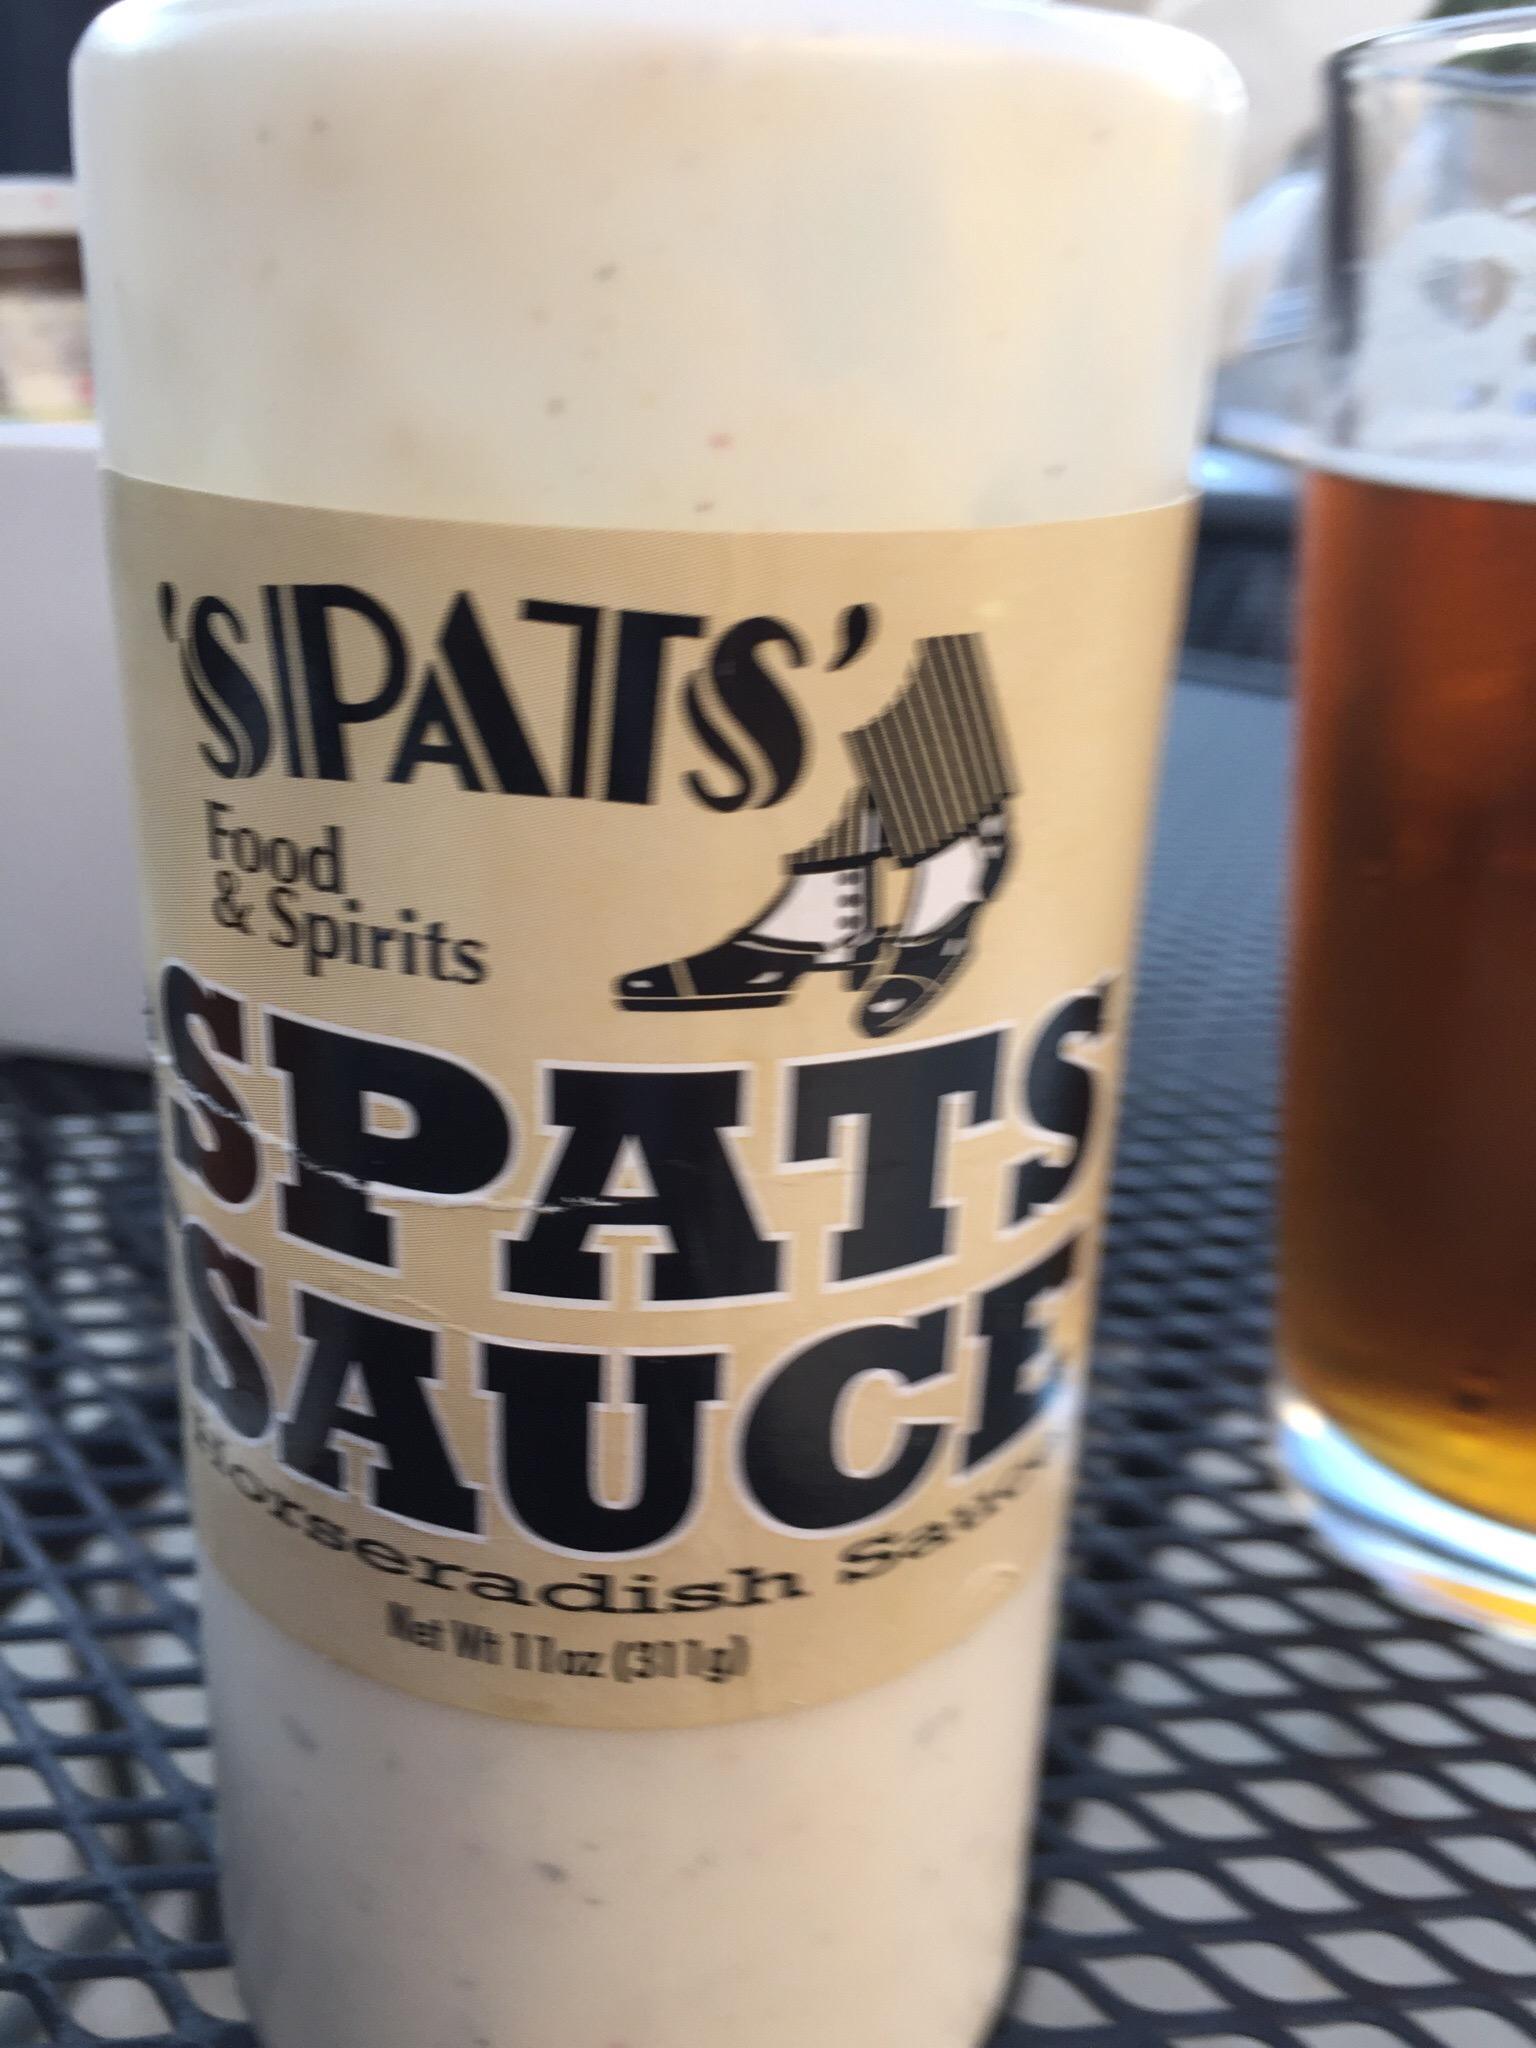 'SPATS'
Food
& Spirits
SPATS
SAUCE
Horseradish Sauce
Net Wt 11oz (311g)